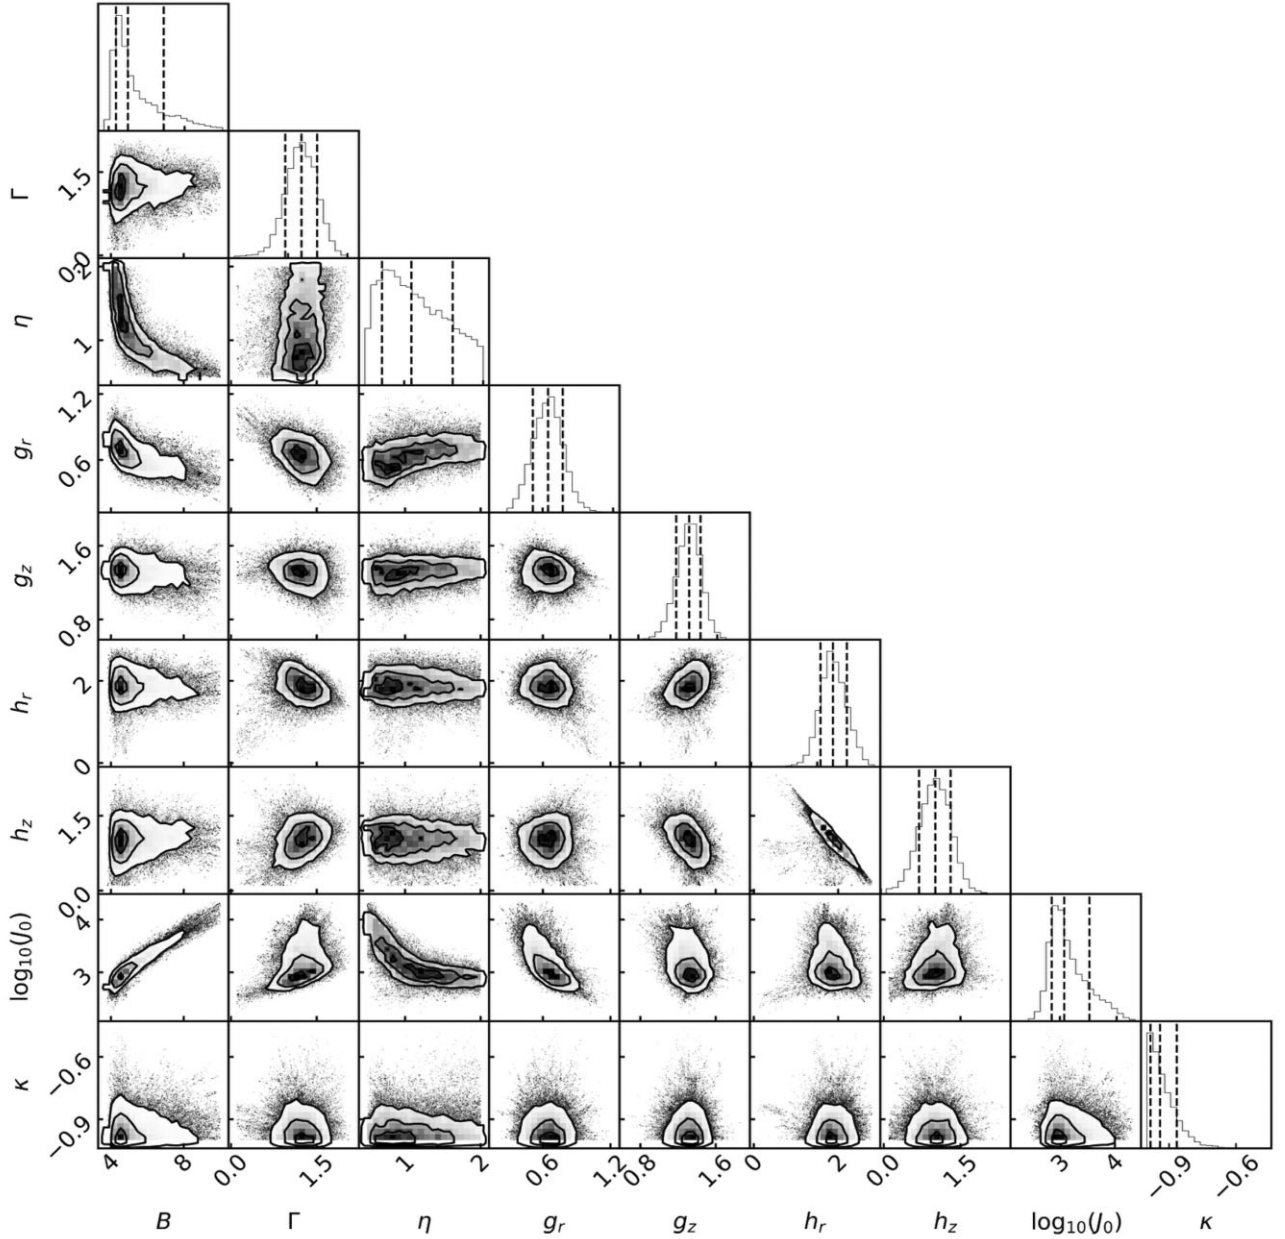 Γ
1.5
0.0
η
2
1
g_r
1.2
0.6
g_z
1.6
0.8
h_r
2
0
h_z
1.5
0.0
log₁₀(J₀)
4
3
κ
−0.6
−0.9
4 8 0.0 1.5 1 2 0.6 1.2 0.8 1.6 0 2 0.0 1.5 3 4 −0.9 −0.6
B Γ η g_r g_z h_r h_z log₁₀(J₀) κ